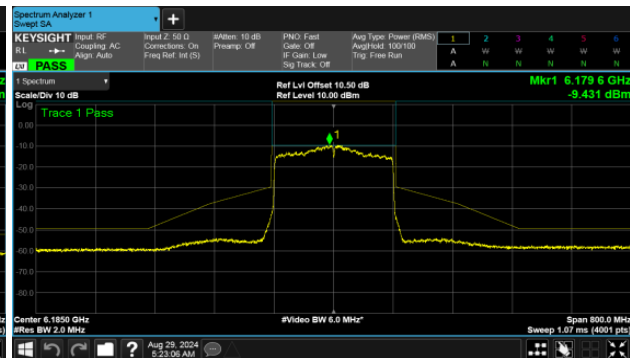 Spectrum Analyzer 1
Swept SA
+
KEYSIGHT Input: RF Input Z: 50 Ω #Atten: 10 dB PNO: Fast Avg Type: Power (RMS) 1 2 3 4 5 6
RL Coupling: AC Corrections: On Preamp: Off Gate: Off Avg|Hold: 100/100 A W W W W W
Align: Auto Freq Ref: Int (S) IF Gain: Low Trig: Free Run
LXI PASS Sig Track: Off A N N N N N
1 Spectrum Ref Lvl Offset 10.50 dB Mkr1 6.179 6 GHz
Scale/Div 10 dB Ref Level 10.00 dBm -9.431 dBm
Log
Trace 1 Pass
0.00
1
-10.0
-20.0
-30.0
-40.0
-50.0
-60.0
-70.0
-80.0
Center 6.1850 GHz #Video BW 6.0 MHz* Span 800.0 MHz
#Res BW 2.0 MHz Sweep 1.07 ms (4001 pts)
? Aug 29, 2024
5:23:06 AM